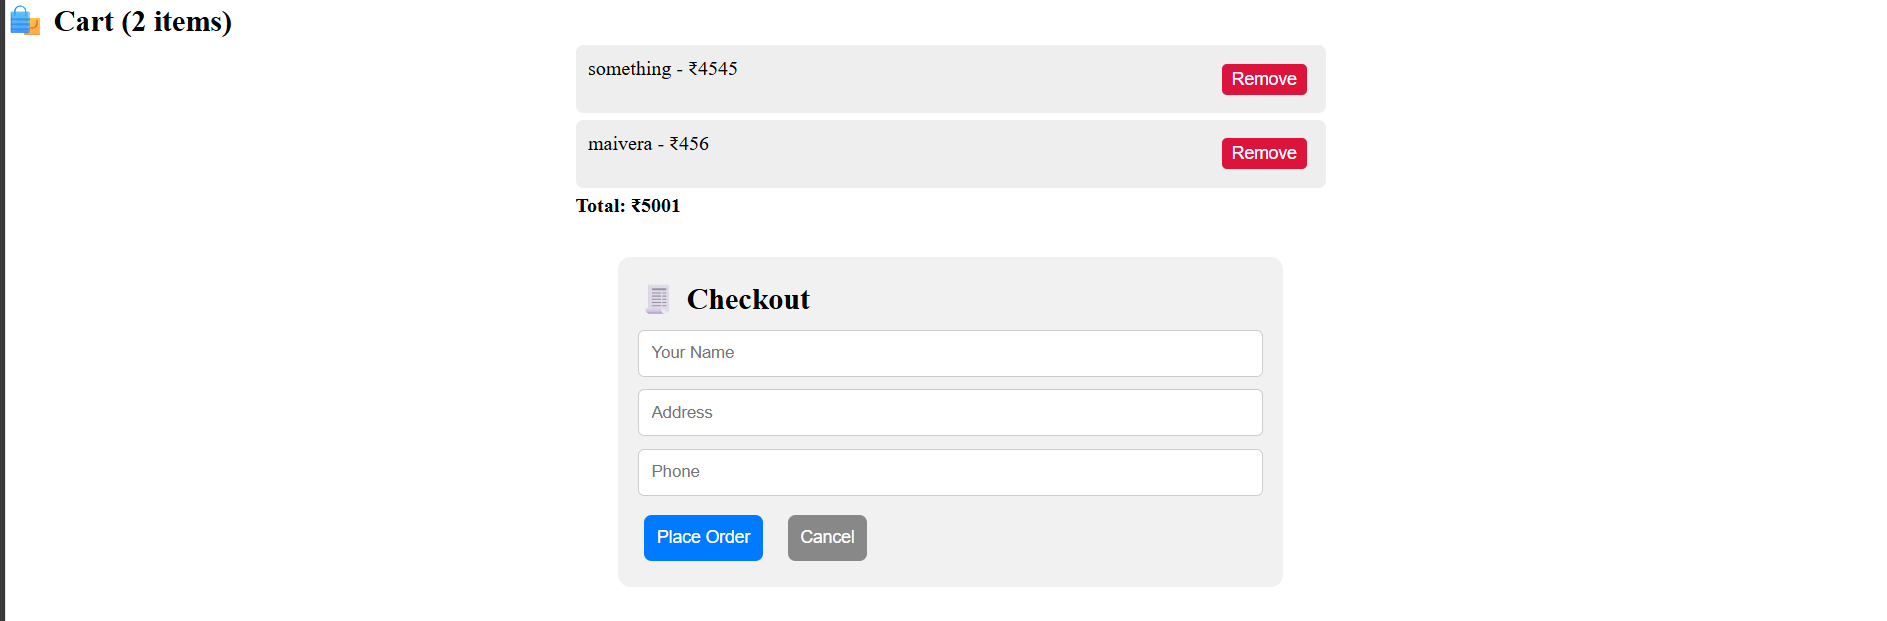 Cart (2 items)
something - ₹4545
Remove
maivera - ₹456
Remove
Total: ₹5001
Checkout
Your Name
Address
Phone
Place Order
Cancel